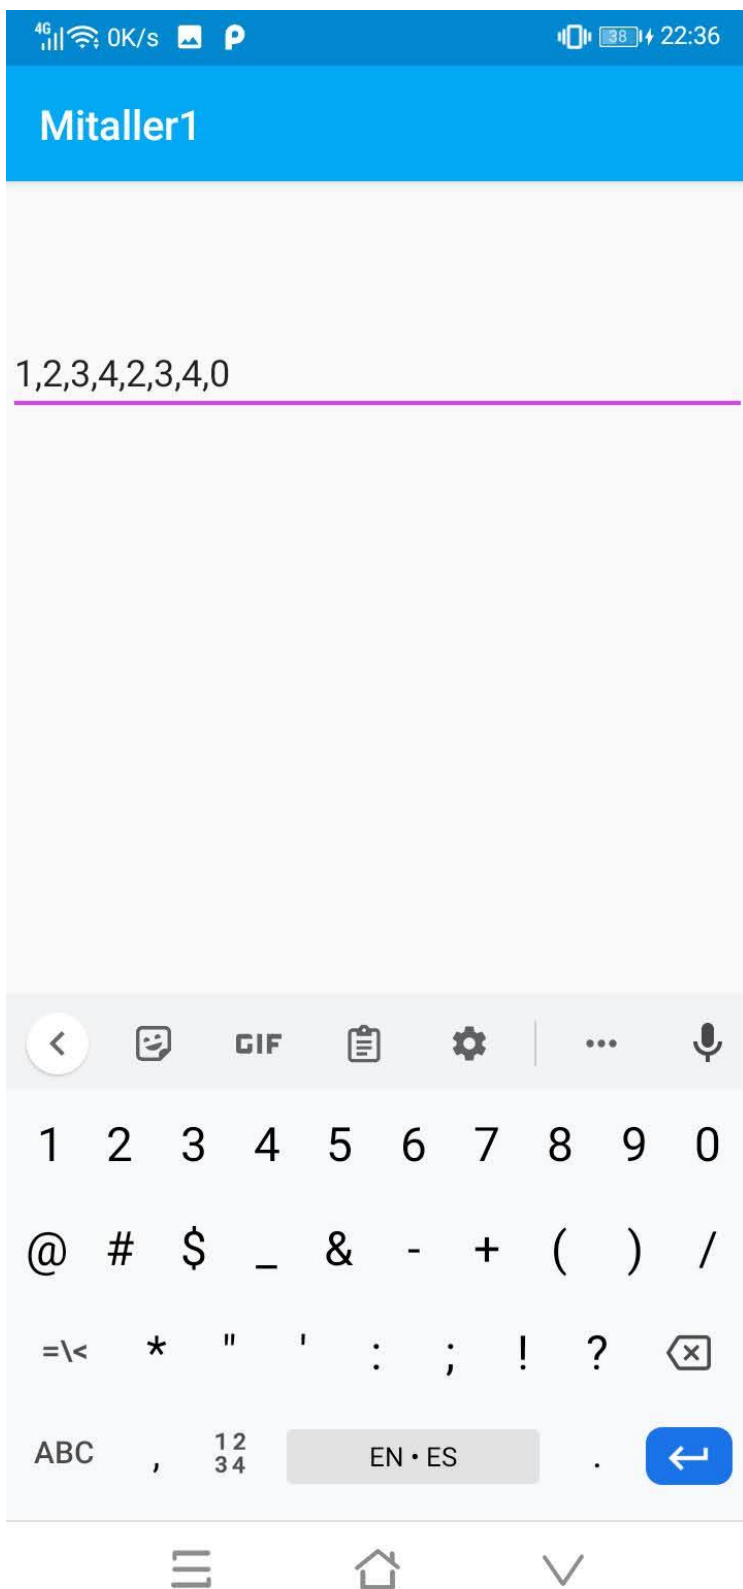 4G 0K/s 38 22:36
Mitaller1
1,2,3,4,2,3,4,0
GIF
1 2 3 4 5 6 7 8 9 0
@ # $ _ & - + ( ) /
=\< * " ' : ; ! ?
ABC , 12 34 EN • ES .